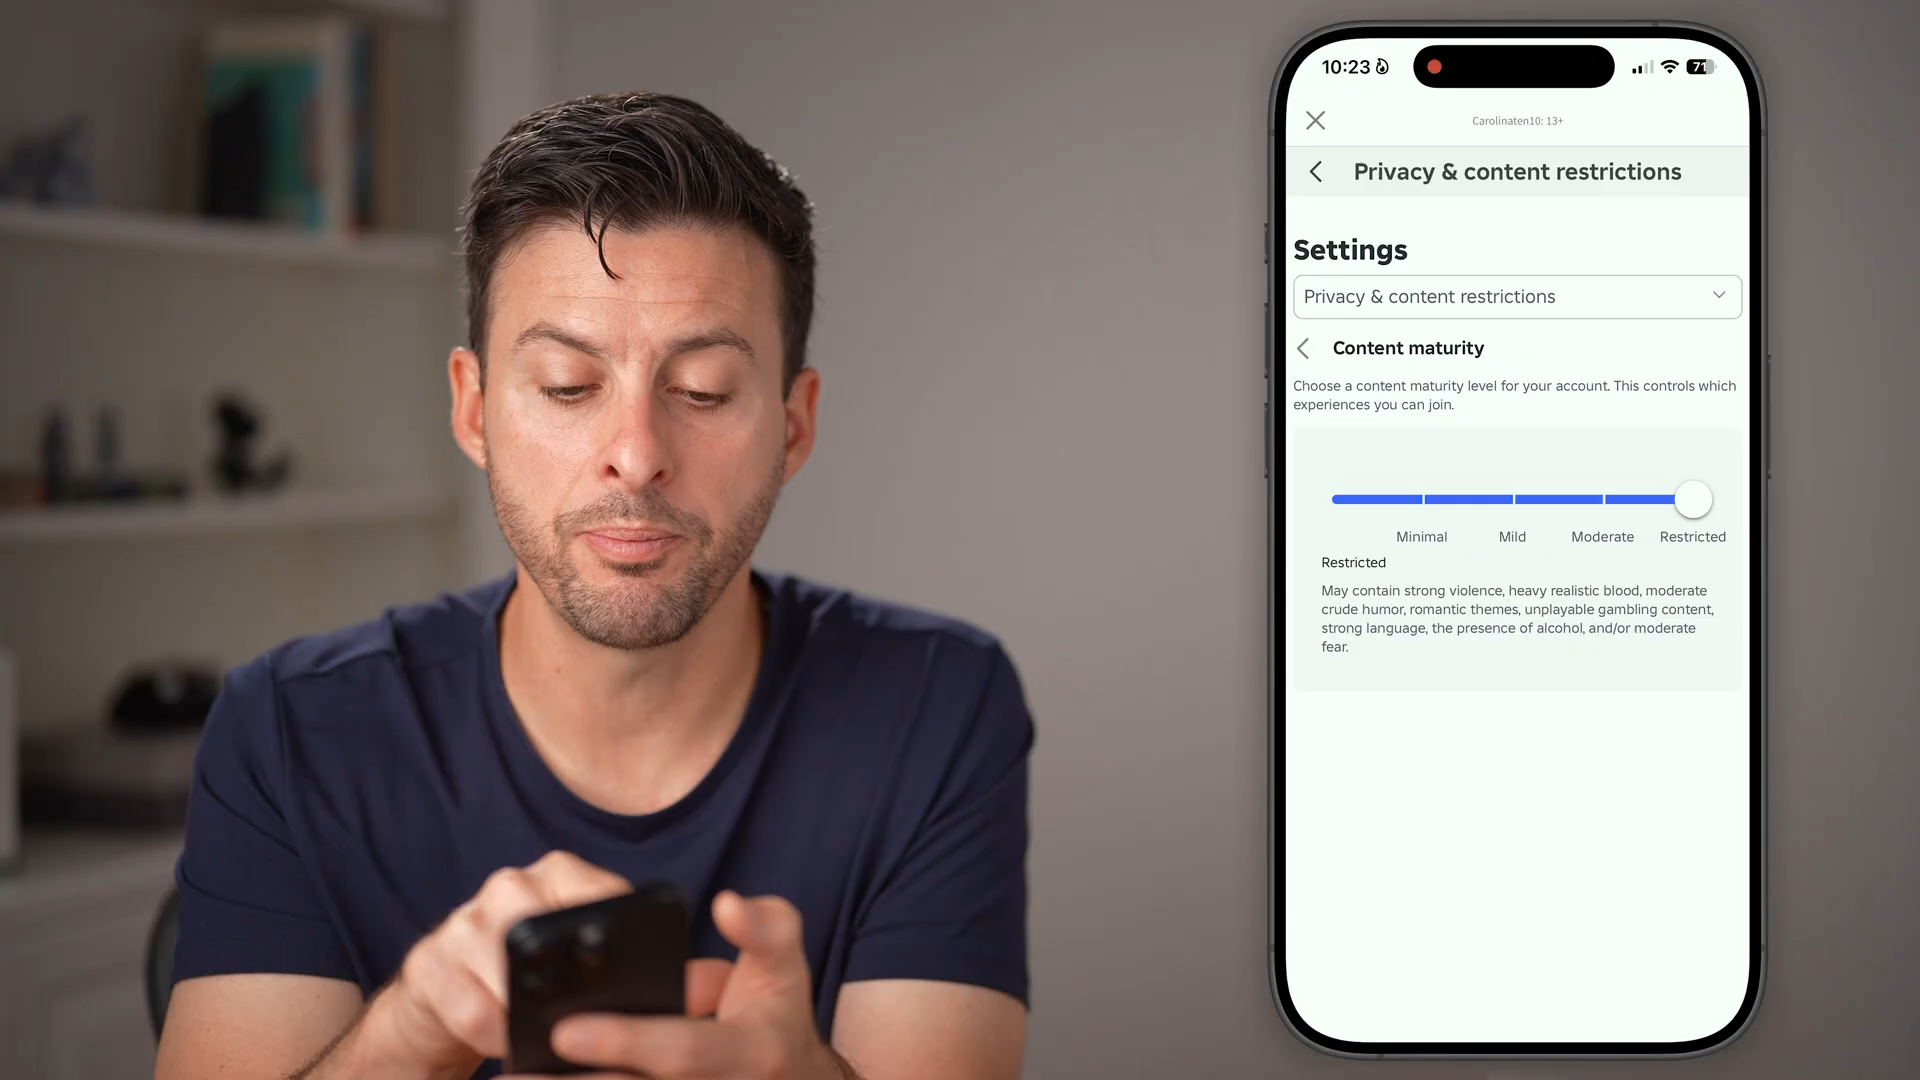 10:23
71
Carolinaten10: 13+
Privacy & content restrictions
Settings
Privacy & content restrictions
Content maturity
Choose a content maturity level for your account. This controls which
experiences you can join.
Minimal Mild Moderate Restricted
Restricted
May contain strong violence, heavy realistic blood, moderate
crude humor, romantic themes, unplayable gambling content,
strong language, the presence of alcohol, and/or moderate
fear.